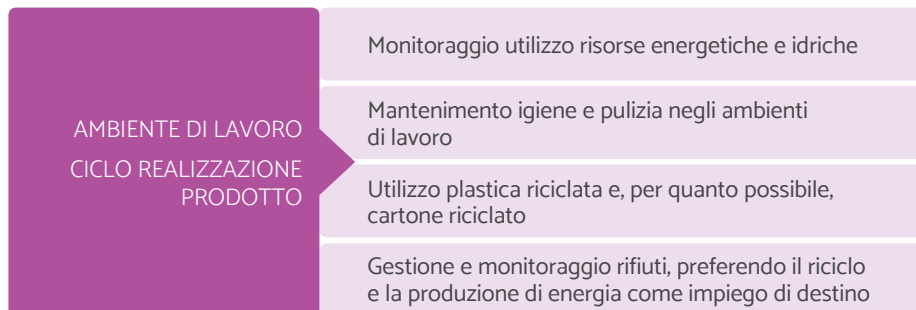 AMBIENTE DI LAVORO
CICLO REALIZZAZIONE
PRODOTTO
Monitoraggio utilizzo risorse energetiche e idriche
Mantenimento igiene e pulizia negli ambienti
di lavoro
Utilizzo plastica riciclata e, per quanto possibile,
cartone riciclato
Gestione e monitoraggio rifiuti, preferendo il riciclo
e la produzione di energia come impiego di destino